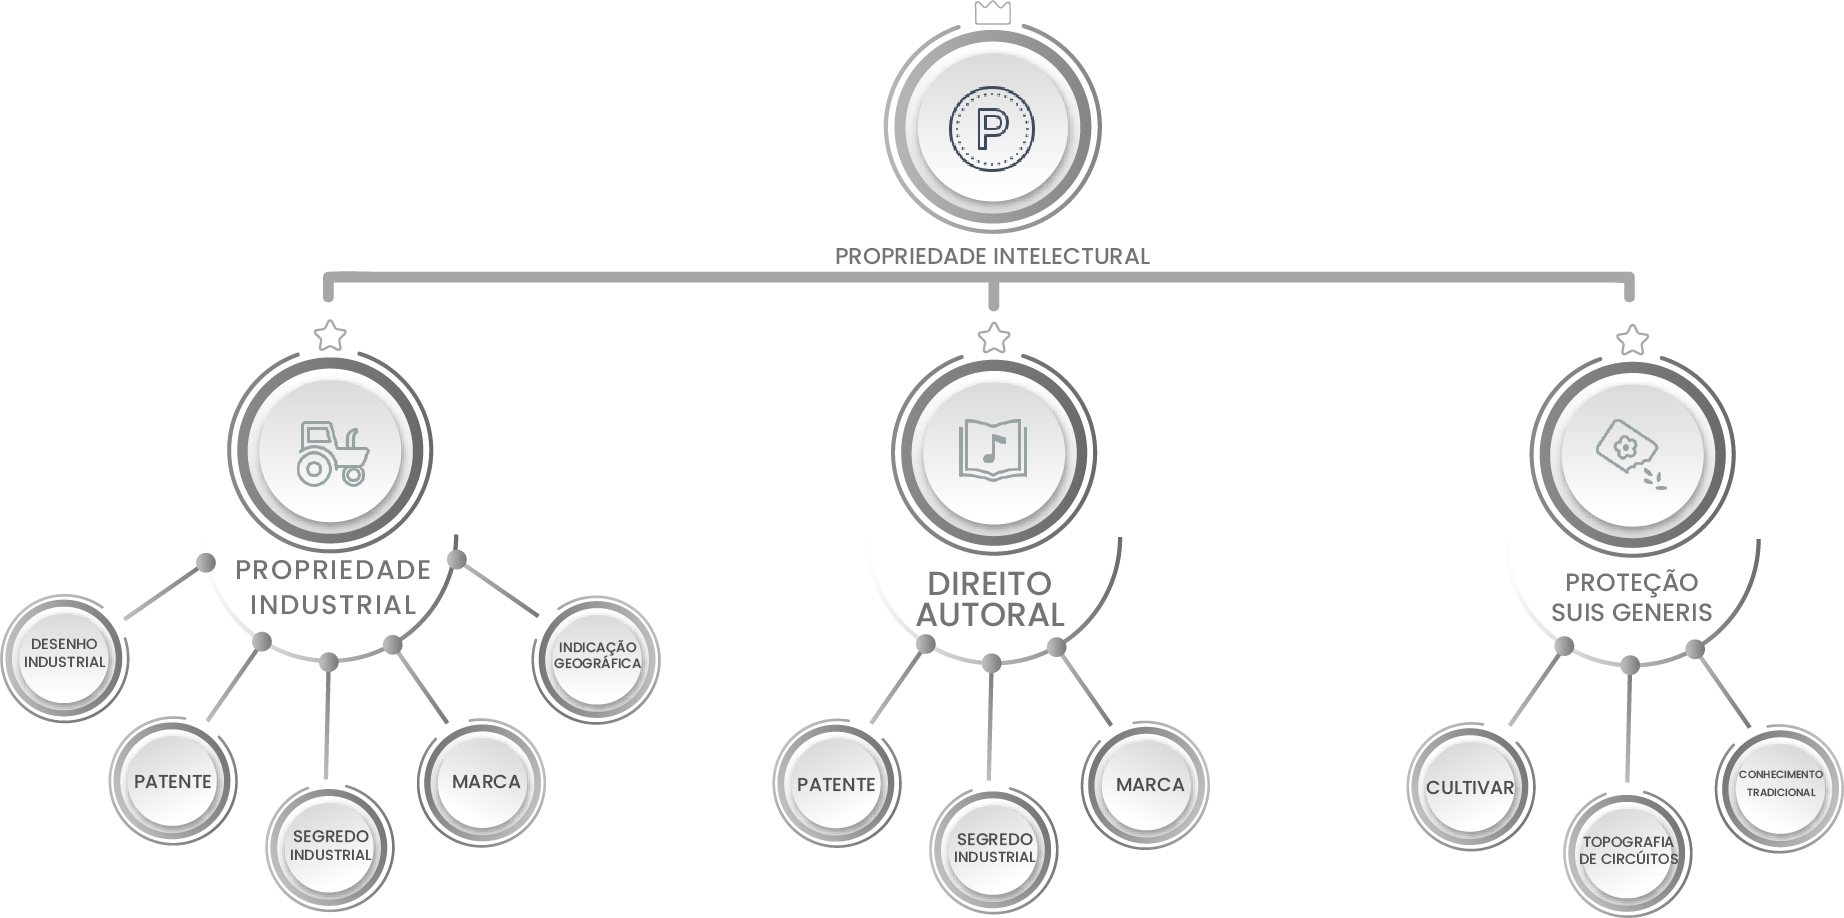 P
PROPRIEDADE INTELECTURAL
PROPRIEDADE
INDUSTRIAL
DESENHO
INDUSTRIAL
PATENTE
SEGREDO
INDUSTRIAL
MARCA
INDICAÇÃO
GEOGRÁFICA
DIREITO
AUTORAL
PATENTE
SEGREDO
INDUSTRIAL
MARCA
PROTEÇÃO
SUIS GENERIS
CULTIVAR
TOPOGRAFIA
DE CIRCÚITOS
CONHECIMENTO
TRADICIONAL